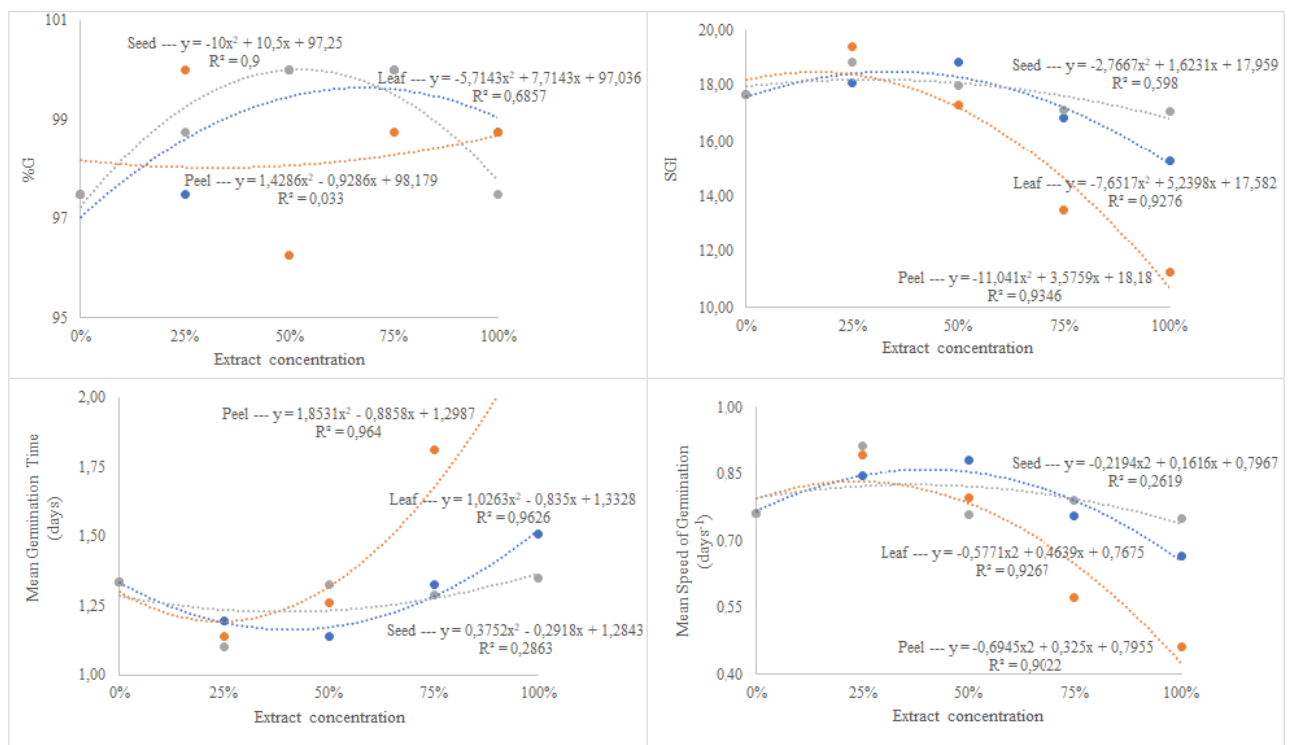 101
99
97
95
%G
Seed --- y = -10x² + 10,5x + 97,25
R² = 0,9
Leaf --- y = -5,7143x² + 7,7143x + 97,036
R² = 0,6857
Peel --- y = 1,4286x² - 0,9286x + 98,179
R² = 0,033
0% 25% 50% 75% 100%
Extract concentration
20,00
18,00
16,00
14,00
12,00
10,00
SGI
Seed --- y = -2,7667x² + 1,6231x + 17,959
R² = 0,598
Leaf --- y = -7,6517x² + 5,2398x + 17,582
R² = 0,9276
Peel --- y = -11,041x² + 3,5759x + 18,18
R² = 0,9346
0% 25% 50% 75% 100%
Extract concentration
2,00
1,75
1,50
1,25
1,00
Mean Germination Time
(days)
Peel --- y = 1,8531x² - 0,8858x + 1,2987
R² = 0,964
Leaf --- y = 1,0263x² - 0,835x + 1,3328
R² = 0,9626
Seed --- y = 0,3752x² - 0,2918x + 1,2843
R² = 0,2863
0% 25% 50% 75% 100%
Extract concentration
1,00
0,85
0,70
0,55
0,40
Mean Speed of Germination
(days⁻¹)
Seed --- y = -0,2194x2 + 0,1616x + 0,7967
R² = 0,2619
Leaf --- y = -0,5771x2 + 0,4639x + 0,7675
R² = 0,9267
Peel --- y = -0,6945x2 + 0,325x + 0,7955
R² = 0,9022
0% 25% 50% 75% 100%
Extract concentration